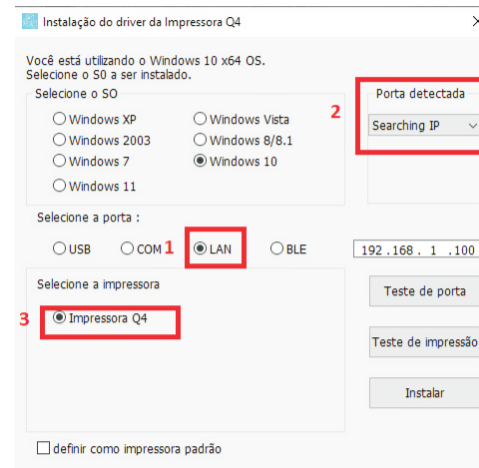 Instalação do driver da Impressora Q4
Você está utilizando o Windows 10 x64 OS.
Selecione o S0 a ser instalado.
Selecione o SO
Windows XP
Windows Vista
Windows 2003
Windows 8/8.1
Windows 7
Windows 10
Windows 11
2
Porta detectada
Searching IP
Selecione a porta :
USB
COM
1
LAN
BLE
192.168. 1 .100
Selecione a impressora
3
Impressora Q4
Teste de porta
Teste de impressão
Instalar
definir como impressora padrão